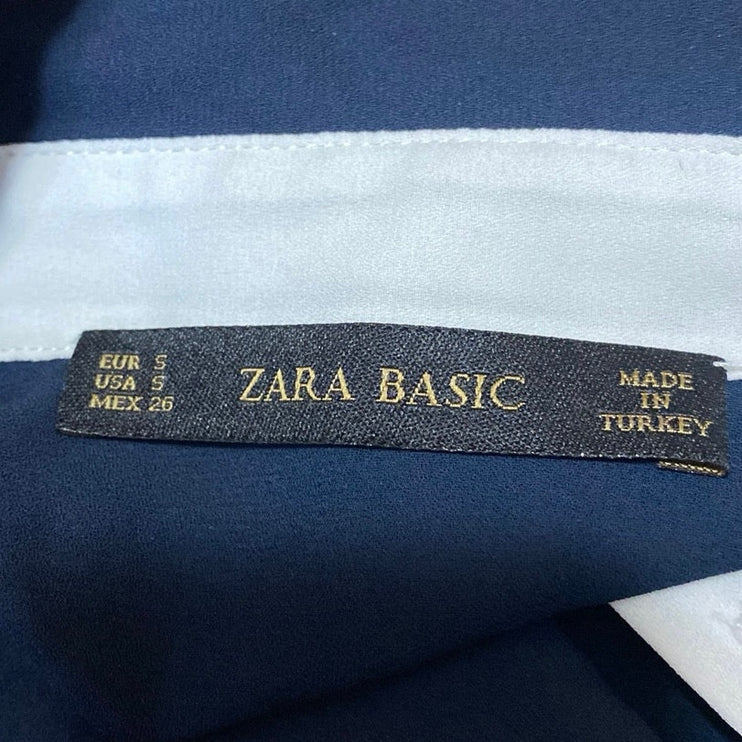 EUR S
USA S
MEX 26
ZARA BASIC
MADE
IN
TURKEY